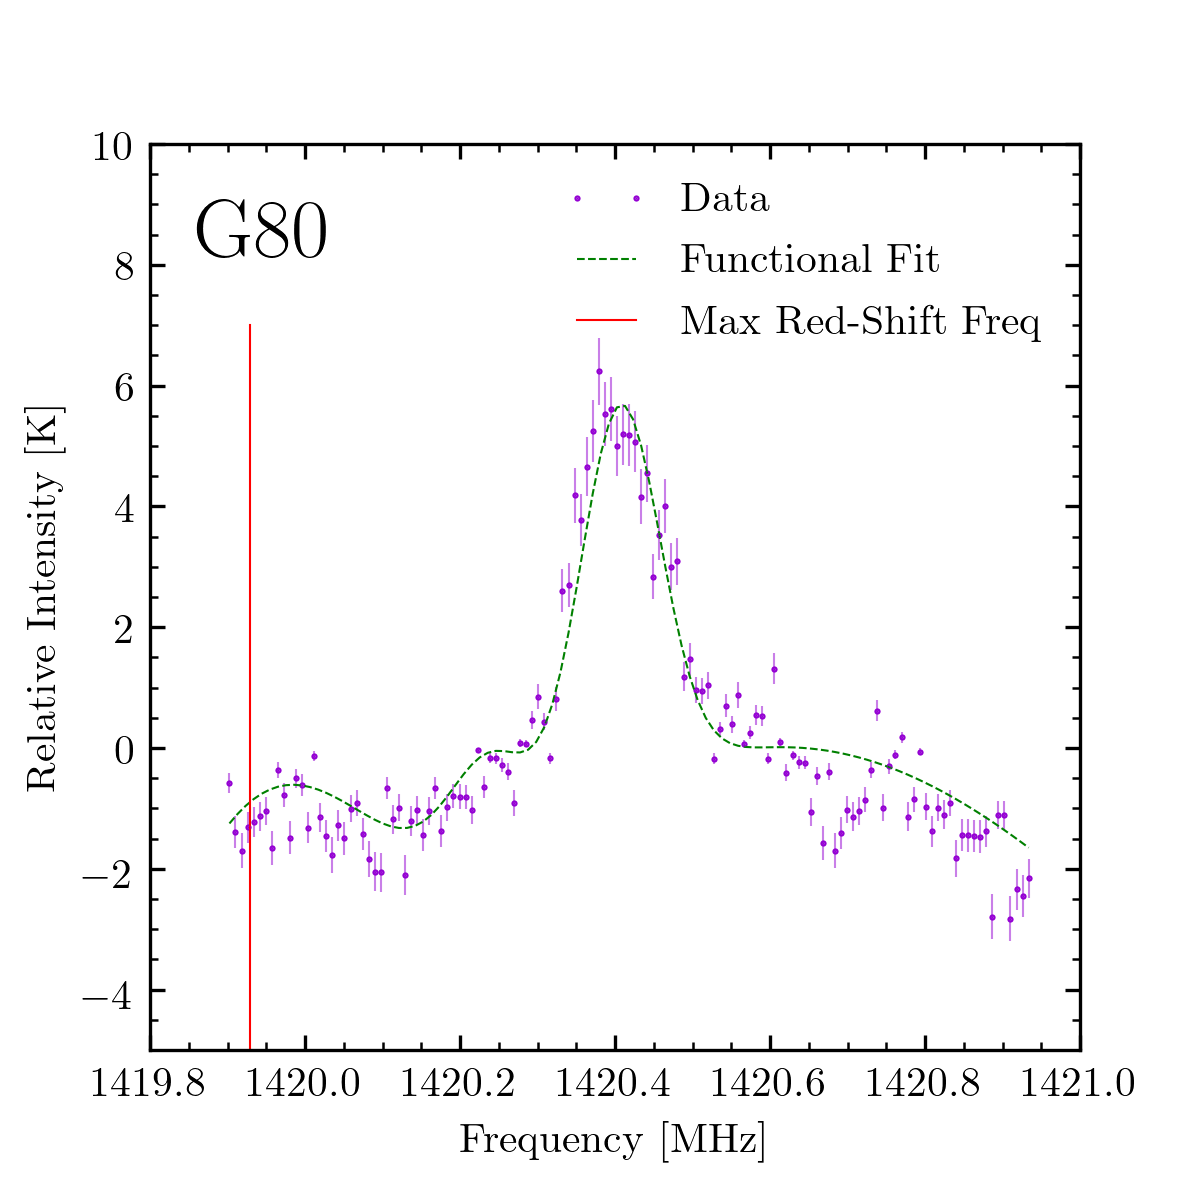 G80
Data
Functional Fit
Max Red-Shift Freq
10
8
6
4
2
0
−2
−4
Relative Intensity [K]
1419.8 1420.0 1420.2 1420.4 1420.6 1420.8 1421.0
Frequency [MHz]